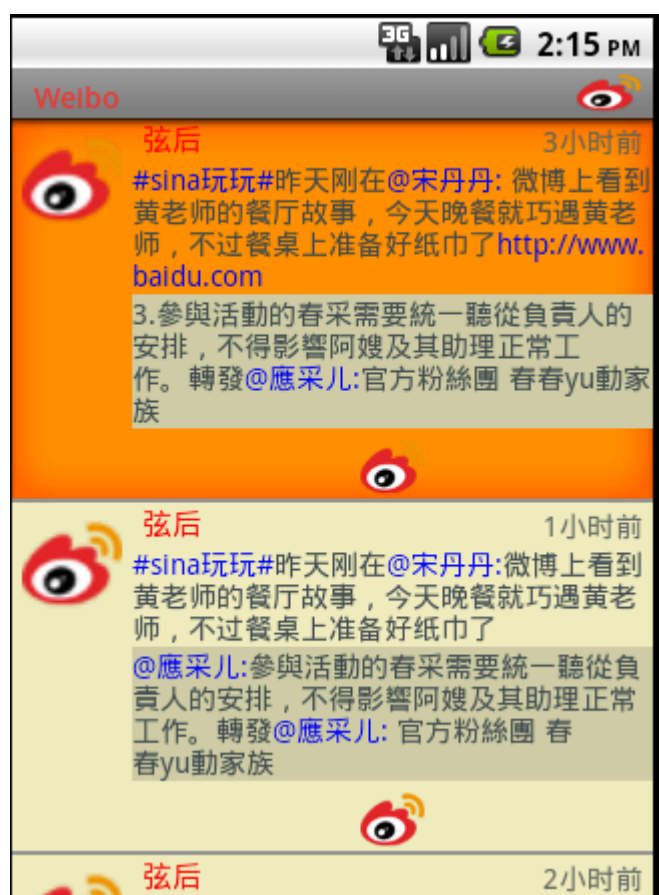 3G 2:15 PM
Weibo
弦后 3小时前
#sina玩玩#昨天刚在@宋丹丹: 微博上看到
黄老师的餐厅故事，今天晚餐就巧遇黄老
师，不过餐桌上准备好纸巾了http://www.
baidu.com
3.參與活動的春采需要統一聽從負責人的
安排，不得影響阿嫂及其助理正常工
作。轉發@應采儿:官方粉絲團 春春yu動家
族
弦后 1小时前
#sina玩玩#昨天刚在@宋丹丹:微博上看到
黄老师的餐厅故事，今天晚餐就巧遇黄老
师，不过餐桌上准备好纸巾了
@應采儿:參與活動的春采需要統一聽從負
責人的安排，不得影響阿嫂及其助理正常
工作。轉發@應采儿: 官方粉絲團 春
春yu動家族
弦后 2小时前